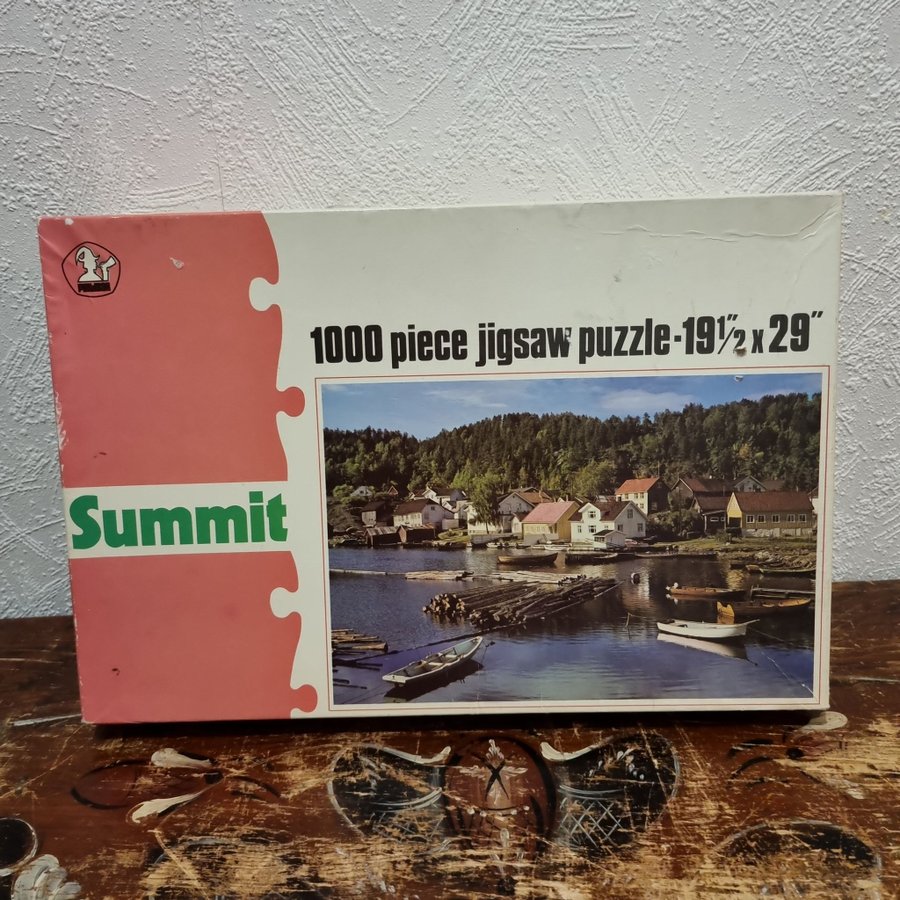 1000 piece jigsaw puzzle-19½" x 29"
Summit